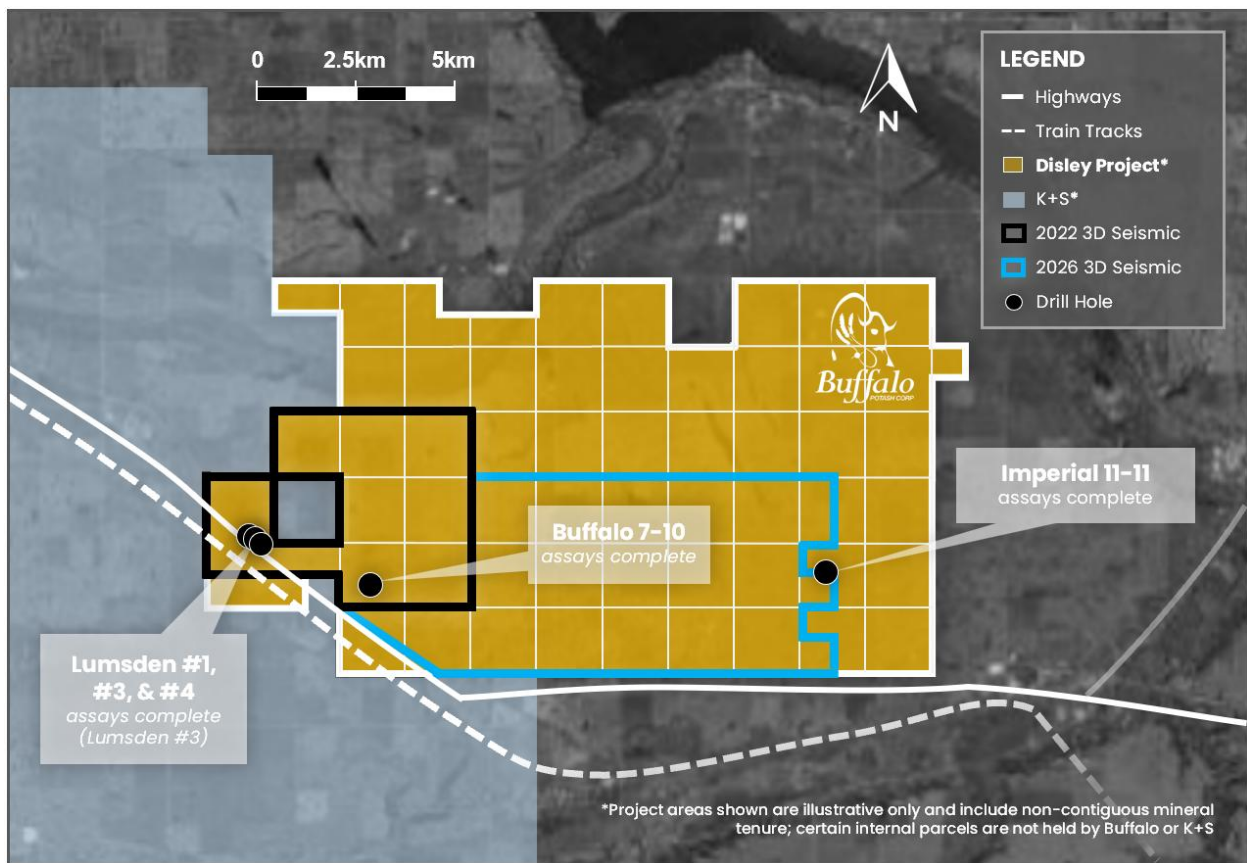 0 2.5km 5km
N
LEGEND
Highways
Train Tracks
Disley Project*
K+S*
2022 3D Seismic
2026 3D Seismic
Drill Hole
Buffalo
POTASH CORP
Imperial 11-11
assays complete
Buffalo 7-10
assays complete
Lumsden #1,
#3, & #4
assays complete
(Lumsden #3)
*Project areas shown are illustrative only and include non-contiguous mineral
tenure; certain internal parcels are not held by Buffalo or K+S